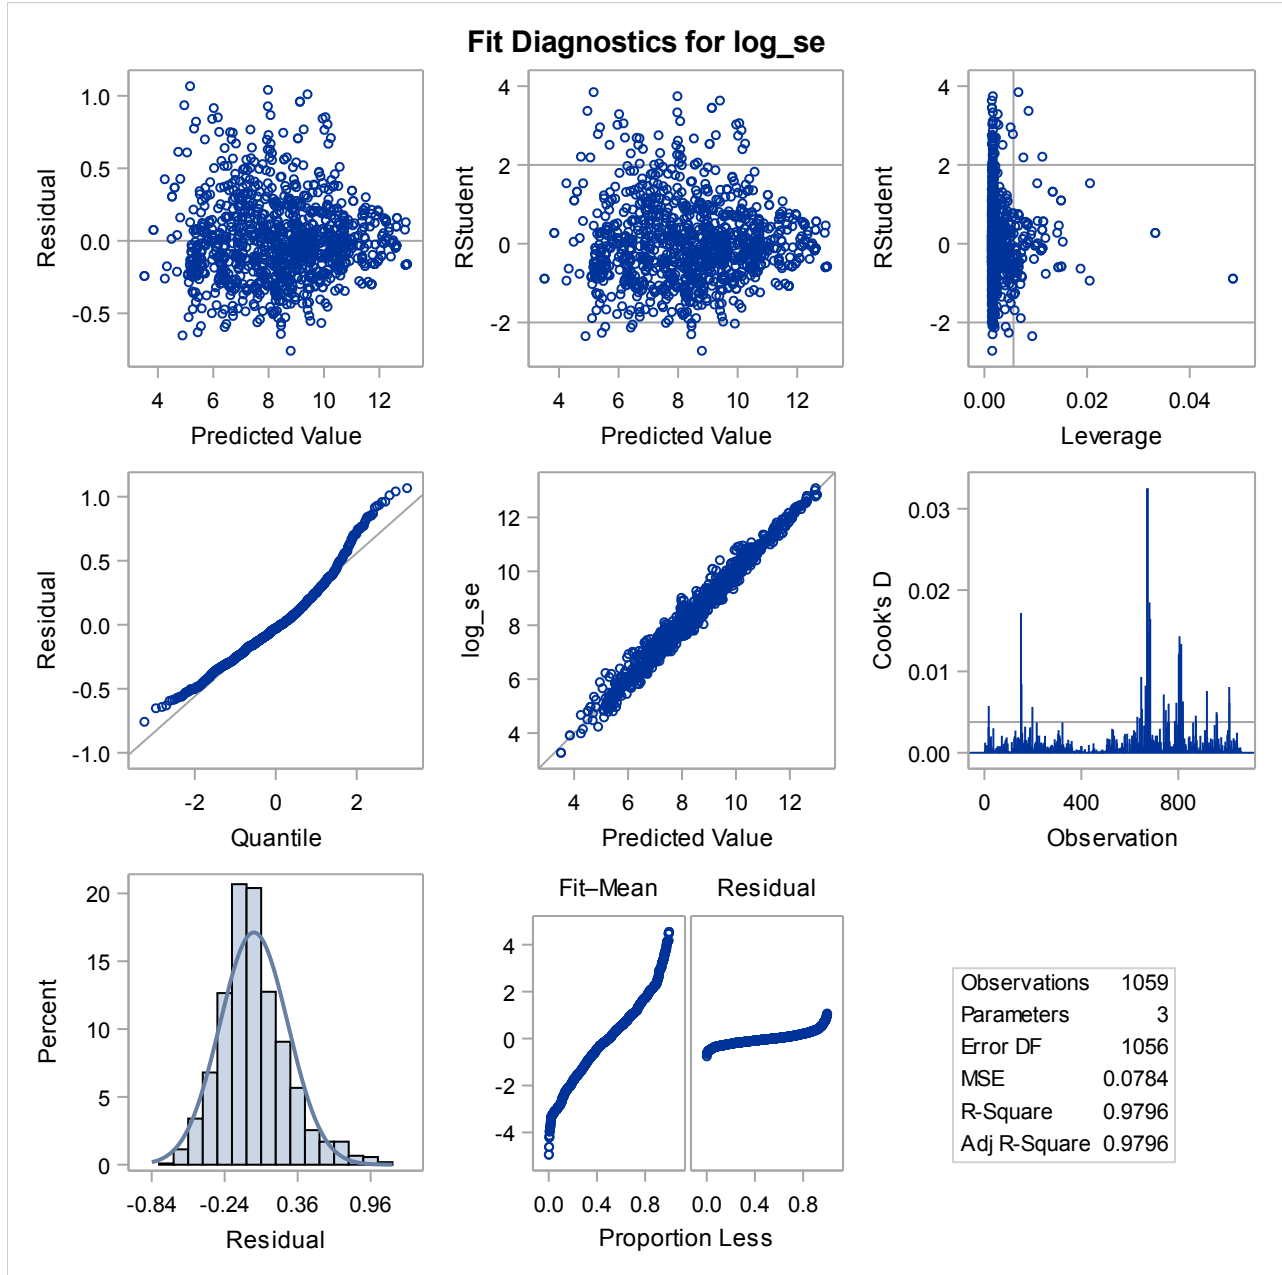 Fit Diagnostics for log_se
1.0
0.5
0.0
-0.5
Residual
4 6 8 10 12
Predicted Value
4
2
0
-2
RStudent
4 6 8 10 12
Predicted Value
4
2
0
-2
RStudent
0.00 0.02 0.04
Leverage
1.0
0.5
0.0
-0.5
-1.0
Residual
-2 0 2
Quantile
12
10
8
6
4
log_se
4 6 8 10 12
Predicted Value
0.03
0.02
0.01
0.00
Cook's D
0 400 800
Observation
20
15
10
5
0
Percent
-0.84 -0.24 0.36 0.96
Residual
Fit–Mean Residual
4
2
0
-2
-4
0.0 0.4 0.8 0.0 0.4 0.8
Proportion Less
Observations 1059
Parameters 3
Error DF 1056
MSE 0.0784
R-Square 0.9796
Adj R-Square 0.9796